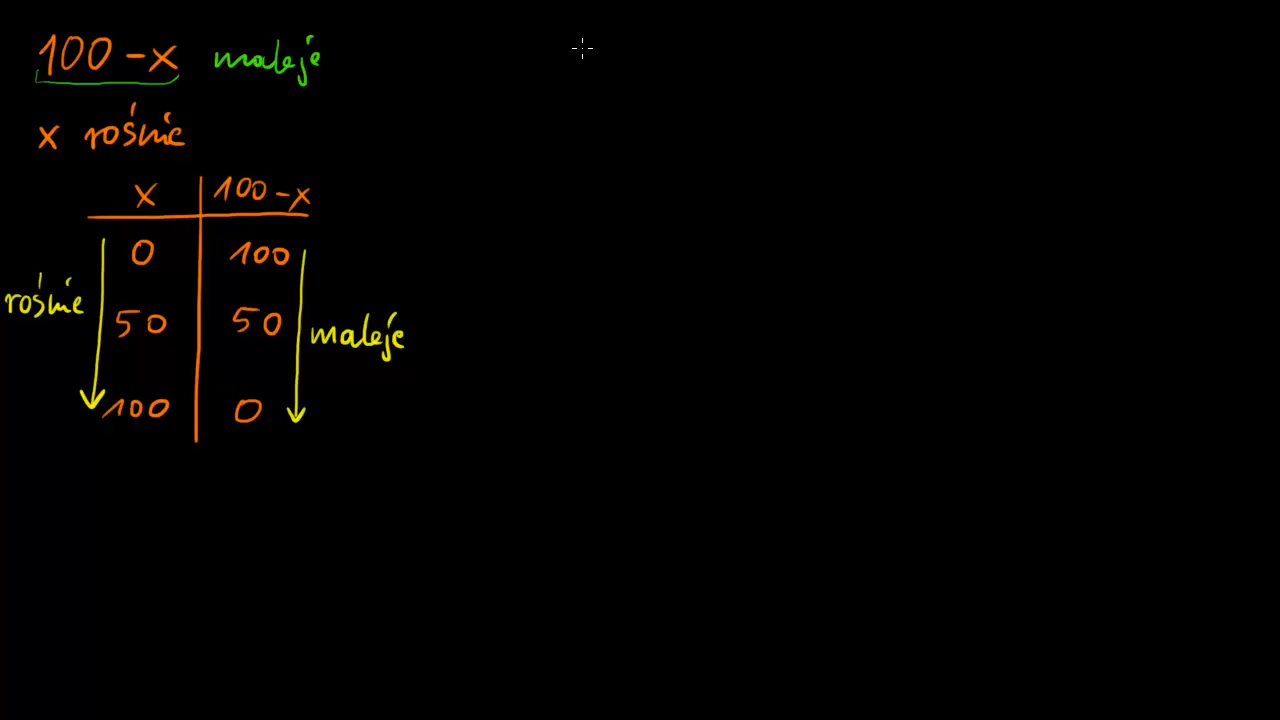 100 - x maleje
x rośnie
x 100 - x
0 100
rośnie
50 50
maleje
100 0